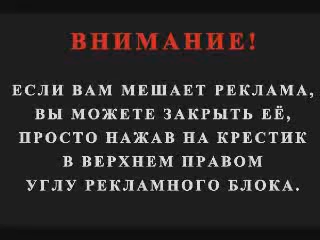 ВНИМАНИЕ!
ЕСЛИ ВАМ МЕШАЕТ РЕКЛАМА,
ВЫ МОЖЕТЕ ЗАКРЫТЬ ЕЁ,
ПРОСТО НАЖАВ НА КРЕСТИК
В ВЕРХНЕМ ПРАВОМ
УГЛУ РЕКЛАМНОГО БЛОКА.